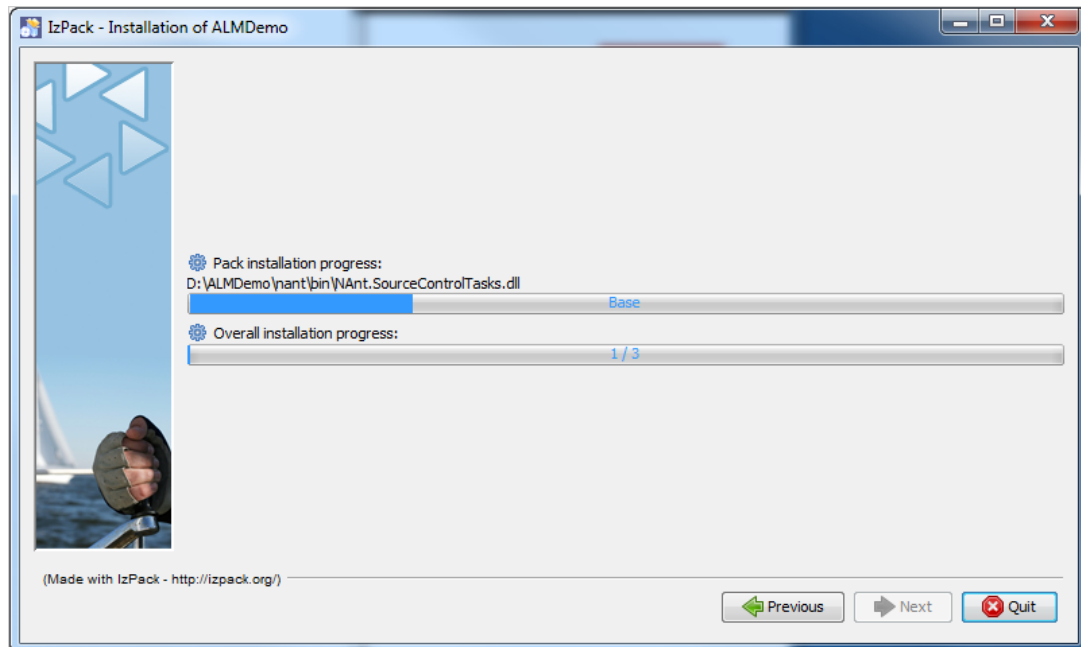 IzPack - Installation of ALMDemo
Pack installation progress:
D:\ALMDemo\nant\bin\NAnt.SourceControlTasks.dll
Base
Overall installation progress:
1 / 3
(Made with IzPack - http://izpack.org/)
Previous
Next
Quit